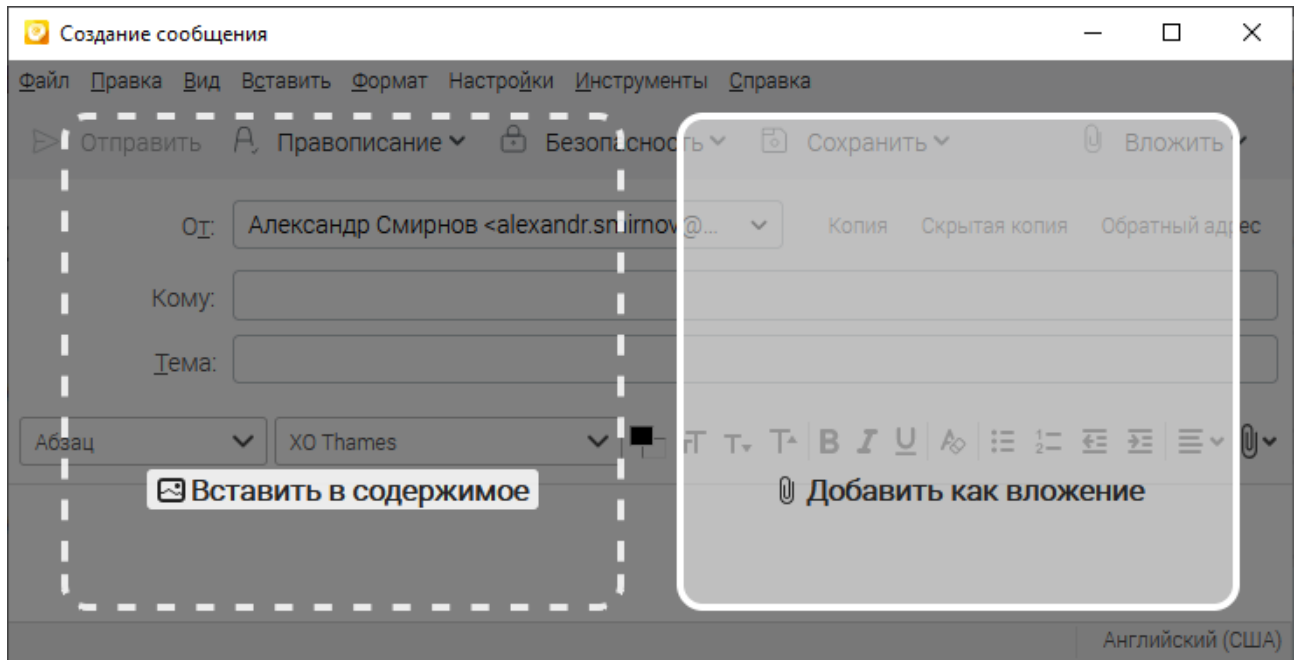 Создание сообщения
Файл Правка Вид Вставить Формат Настройки Инструменты Справка
Отправить Правописание Безопасность Сохранить Вложить
От: Александр Смирнов <alexandr.smirnov@... Копия Скрытая копия Обратный адрес
Кому:
Тема:
Абзац XO Thames
Вставить в содержимое Добавить как вложение
Английский (США)